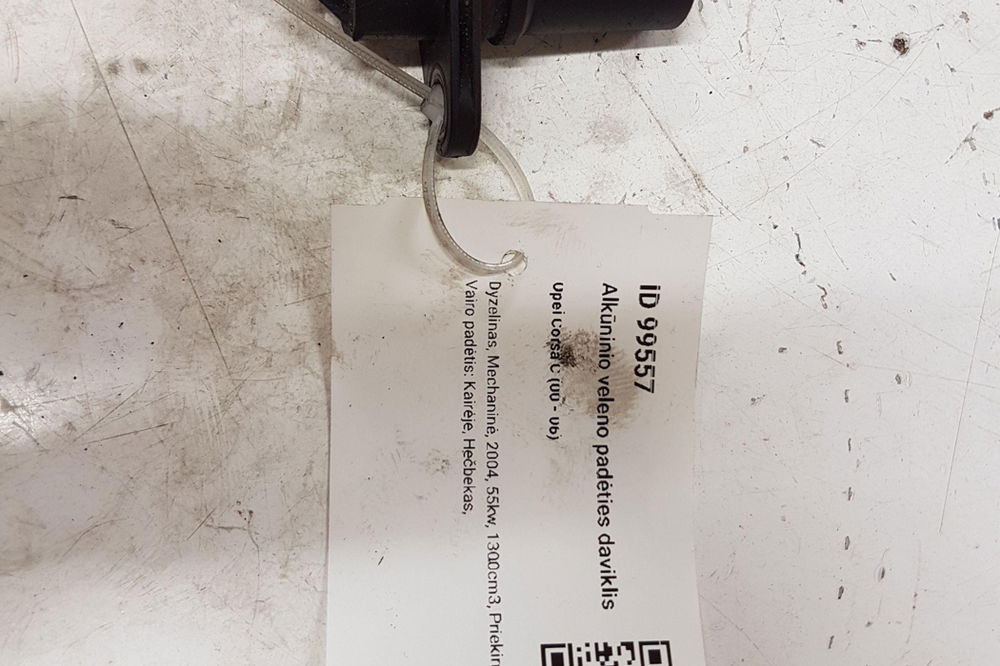 ID 99557
Alkūninio veleno padėties daviklis
Opel Corsa C (00 - 06)
Dyzelinas, Mechaninė, 2004, 55kw, 1300cm3,
Vairo padėtis: Kairėje, Hečbekas,